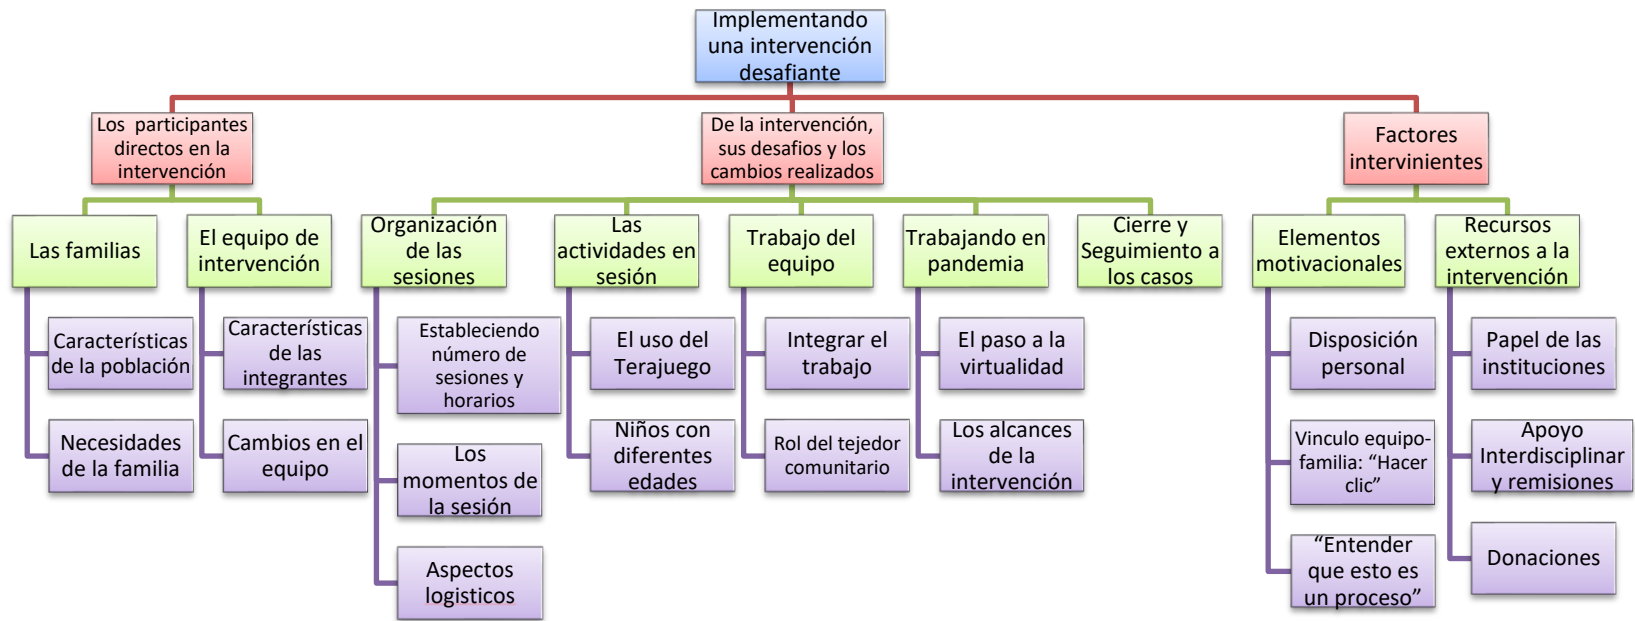 Implementando
una intervención
desafiante
Los participantes
directos en la
intervención
De la intervención,
sus desafios y los
cambios realizados
Factores
intervinientes
Las familias
El equipo de
intervención
Organización
de las
sesiones
Las
actividades en
sesión
Trabajo del
equipo
Trabajando en
pandemia
Cierre y
Seguimiento a
los casos
Elementos
motivacionales
Recursos
externos a la
intervención
Características
de la población
Características
de las
integrantes
Estableciendo
número de
sesiones y
horarios
El uso del
Terajuego
Integrar el
trabajo
El paso a la
virtualidad
Disposición
personal
Papel de las
instituciones
Necesidades
de la familia
Cambios en el
equipo
Los
momentos de
la sesión
Niños con
diferentes
edades
Rol del tejedor
comunitario
Los alcances
de la
intervención
Vinculo equipo-
familia: “Hacer
clic”
Apoyo
Interdisciplinar
y remisiones
Aspectos
logisticos
“Entender
que esto es
un proceso”
Donaciones